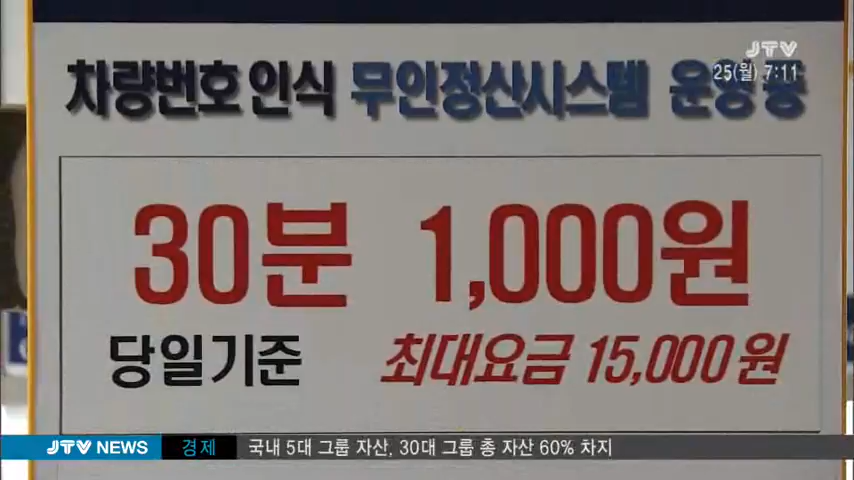 JTV
25(월) 7:11
차량번호 인식 무인정산시스템 운영 중
30분 1,000원
당일기준 최대요금 15,000원
JTV NEWS 경제 국내 5대 그룹 자산, 30대 그룹 총 자산 60% 차지